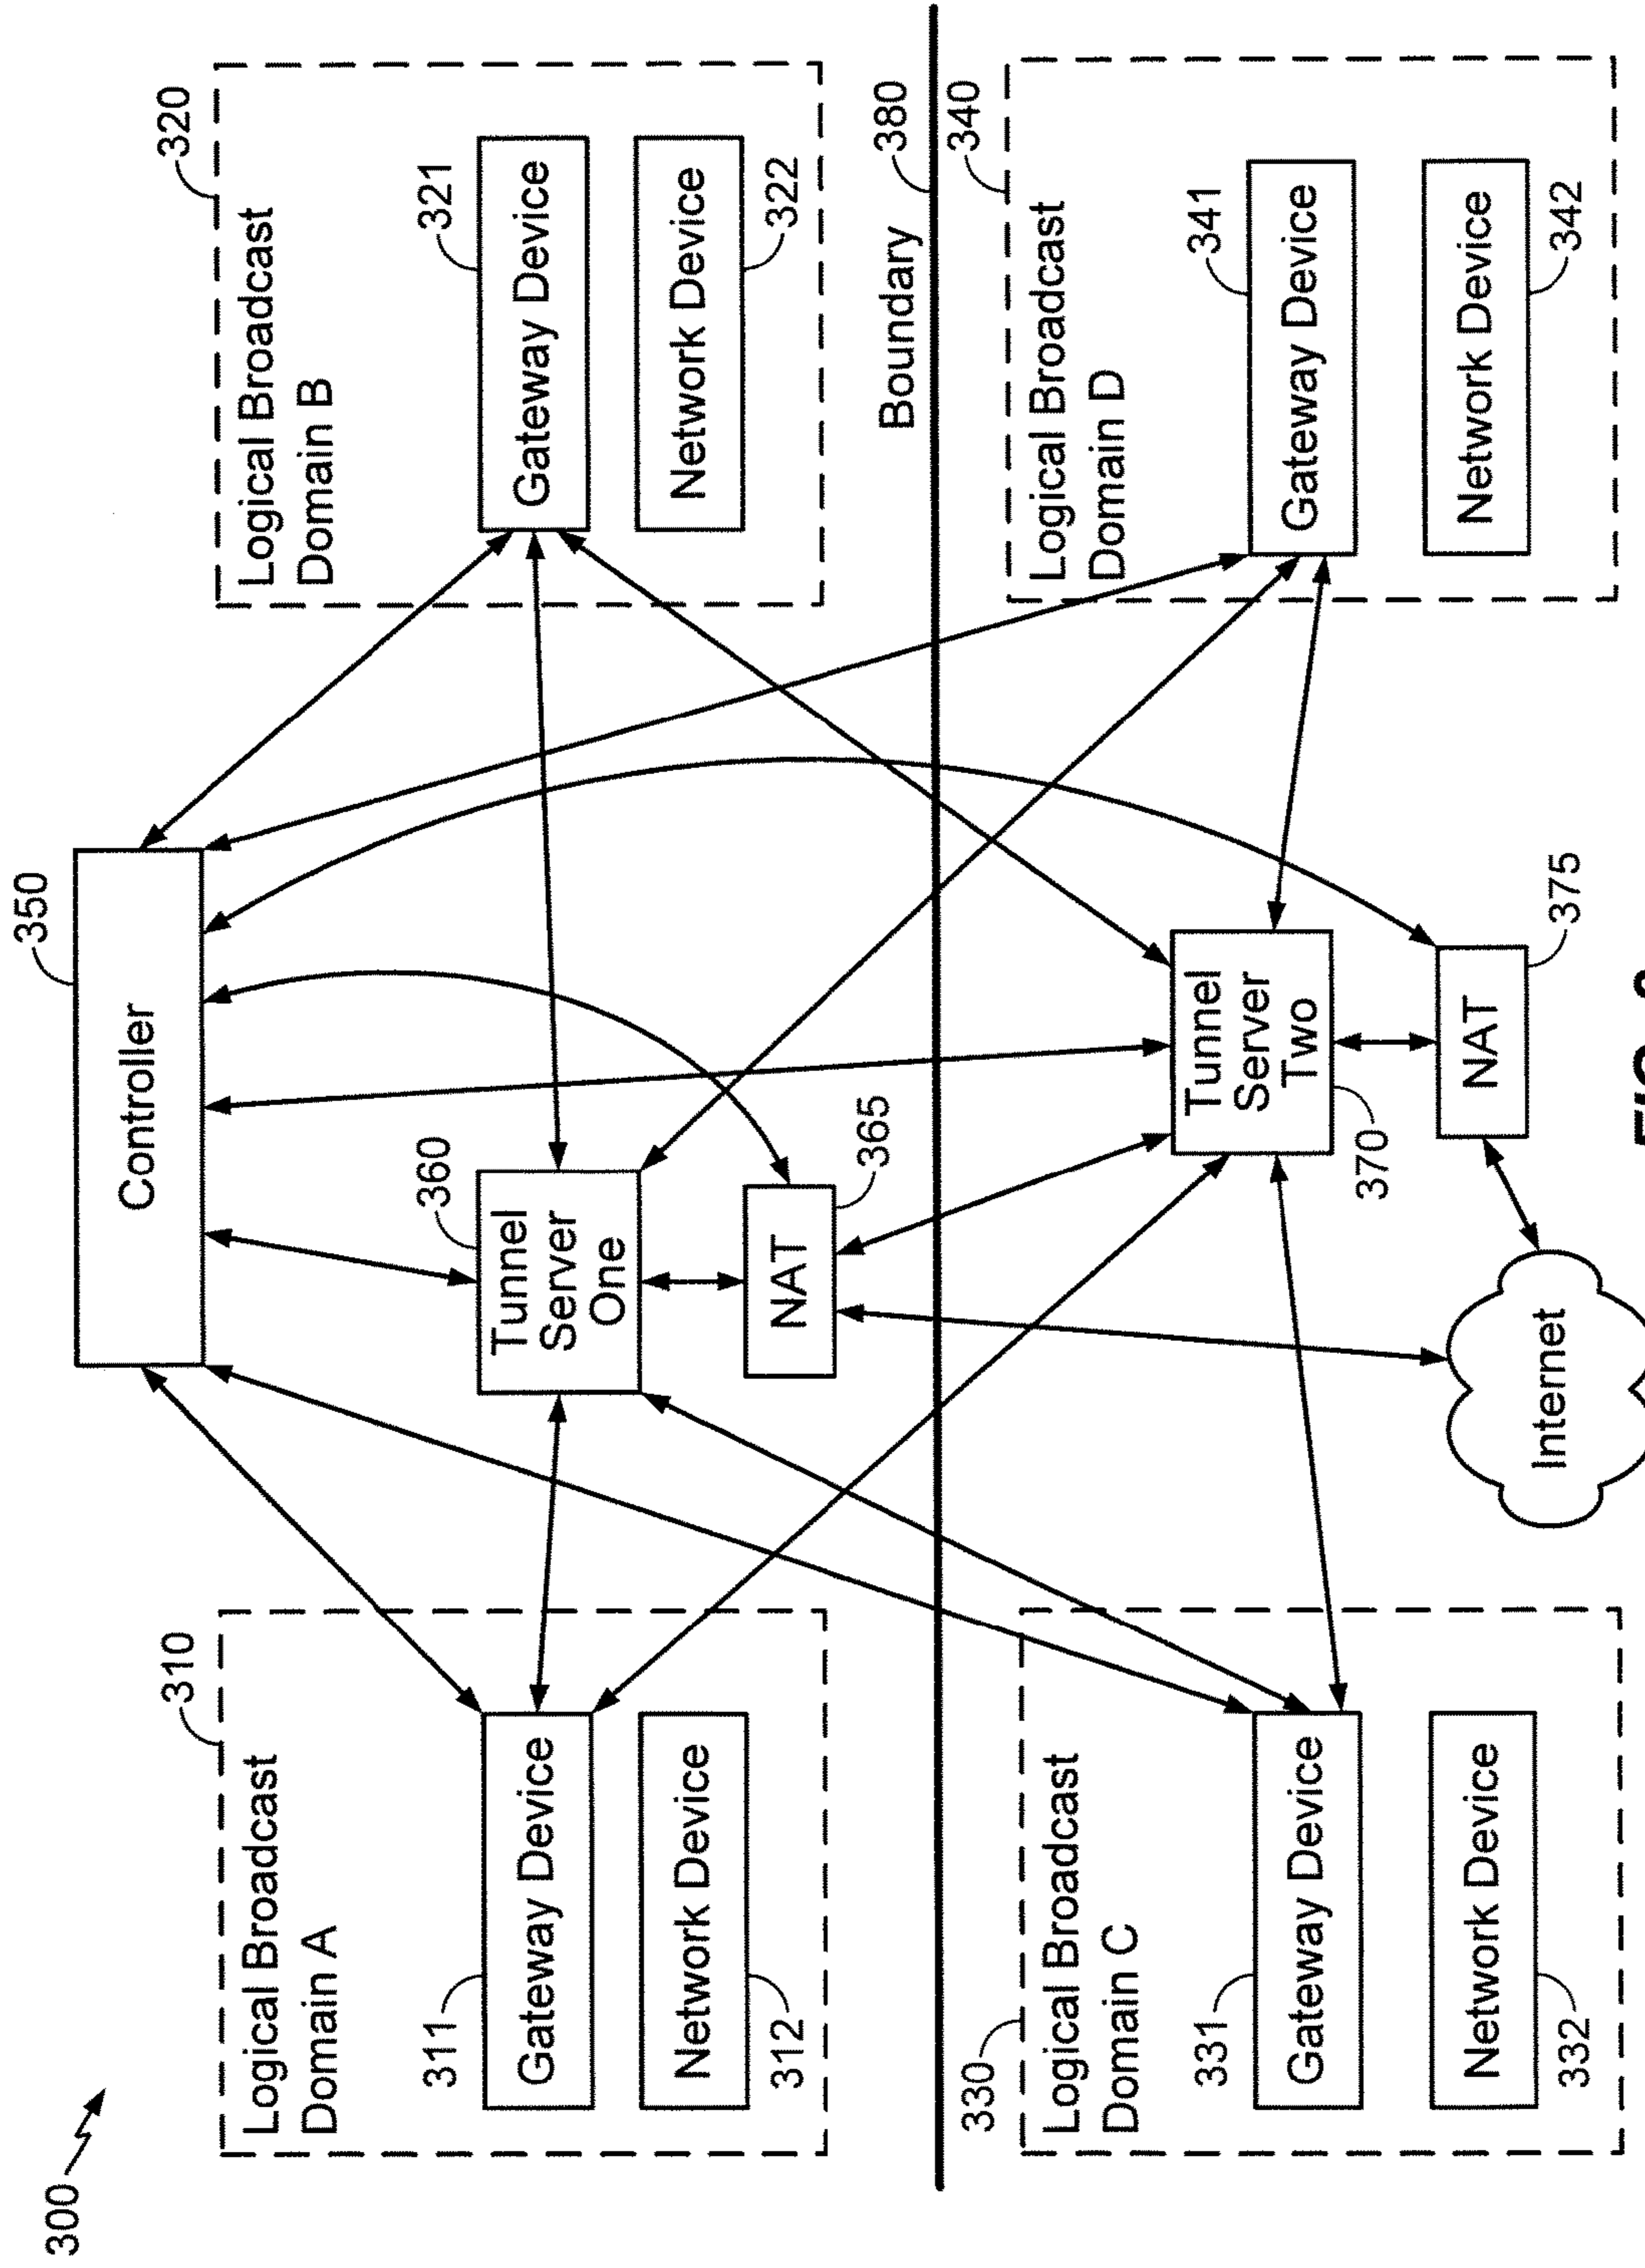 300
350
Controller
310
Logical Broadcast
Domain A
311
Gateway Device
Network Device
312
320
Logical Broadcast
Domain B
321
Gateway Device
Network Device
322
360
Tunnel
Server
One
NAT
365
Boundary
380
330
Logical Broadcast
Domain C
331
Gateway Device
Network Device
332
340
Logical Broadcast
Domain D
341
Gateway Device
Network Device
342
Tunnel
Server
Two
370
NAT
375
Internet